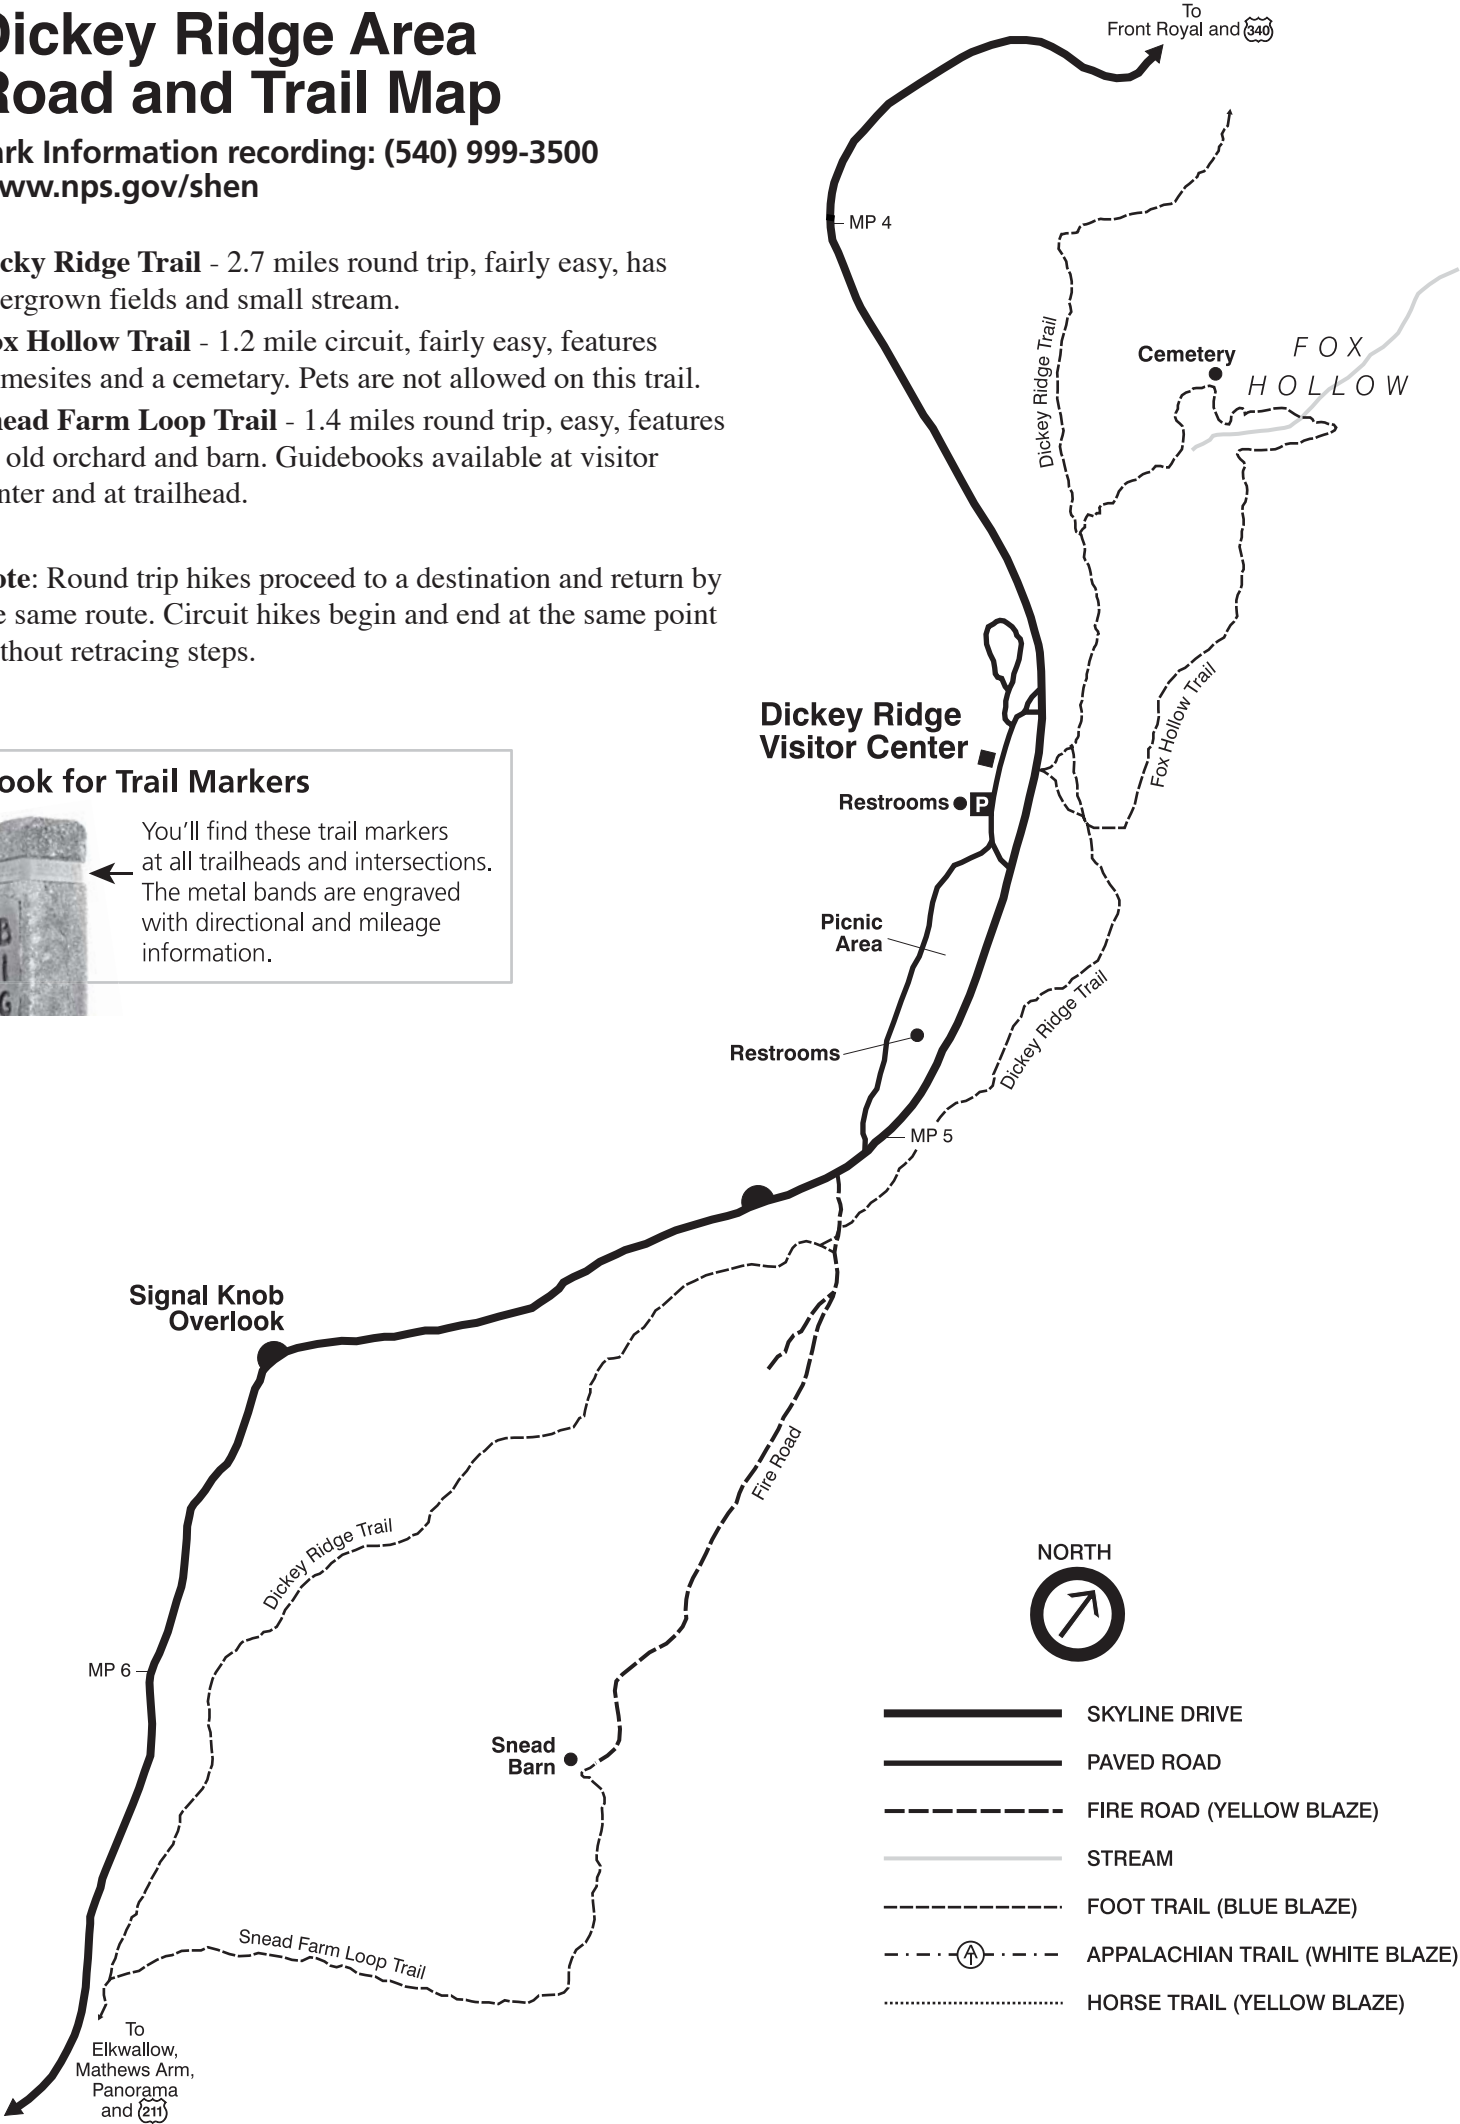 Dickey Ridge Area
Road and Trail Map
ark Information recording: (540) 999-3500
ww.nps.gov/shen
cky Ridge Trail - 2.7 miles round trip, fairly easy, has
ergrown fields and small stream.
ox Hollow Trail - 1.2 mile circuit, fairly easy, features
mesites and a cemetary. Pets are not allowed on this trail.
nead Farm Loop Trail - 1.4 miles round trip, easy, features
old orchard and barn. Guidebooks available at visitor
nter and at trailhead.
ote: Round trip hikes proceed to a destination and return by
e same route. Circuit hikes begin and end at the same point
thout retracing steps.
ook for Trail Markers
You'll find these trail markers
at all trailheads and intersections.
The metal bands are engraved
with directional and mileage
information.
B
I
G
To
Front Royal and 340
MP 4
Dickey Ridge Trail
Cemetery
FOX
HOLLOW
Fox Hollow Trail
Dickey Ridge
Visitor Center
Restrooms P
Picnic
Area
Restrooms
Dickey Ridge Trail
MP 5
Signal Knob
Overlook
Fire Road
Dickey Ridge Trail
MP 6
Snead
Barn
Snead Farm Loop Trail
To
Elkwallow,
Mathews Arm,
Panorama
and 211
NORTH
SKYLINE DRIVE
PAVED ROAD
FIRE ROAD (YELLOW BLAZE)
STREAM
FOOT TRAIL (BLUE BLAZE)
APPALACHIAN TRAIL (WHITE BLAZE)
HORSE TRAIL (YELLOW BLAZE)